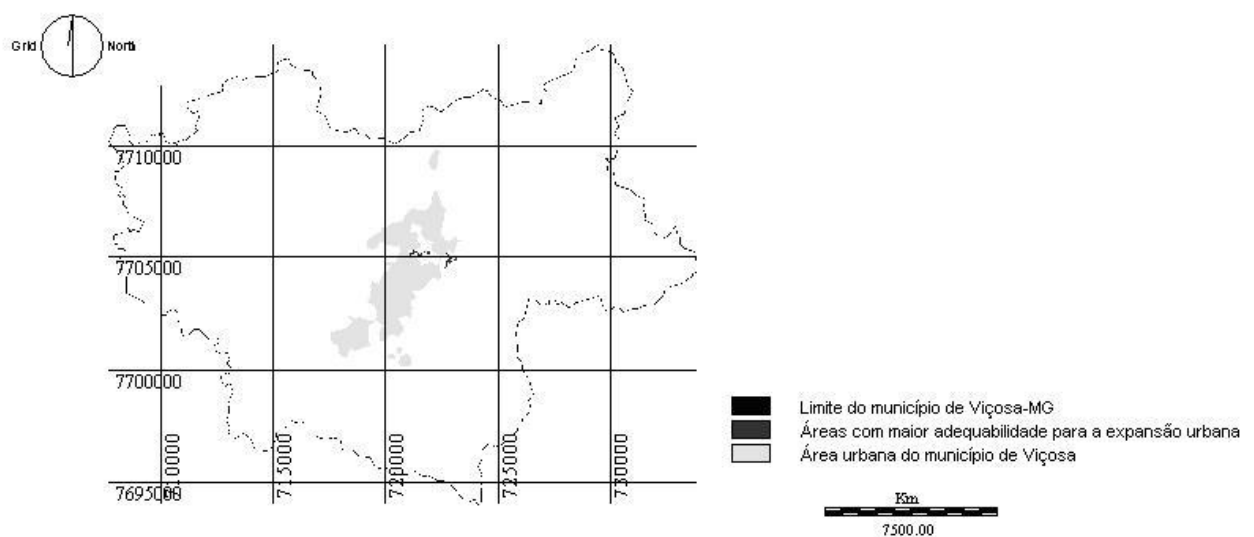 Grid North
7710000
7705000
7700000
7695000
710000
715000
720000
725000
730000
Limite do município de Viçosa-MG
Áreas com maior adequabilidade para a expansão urbana
Área urbana do município de Viçosa
Km
7500.00